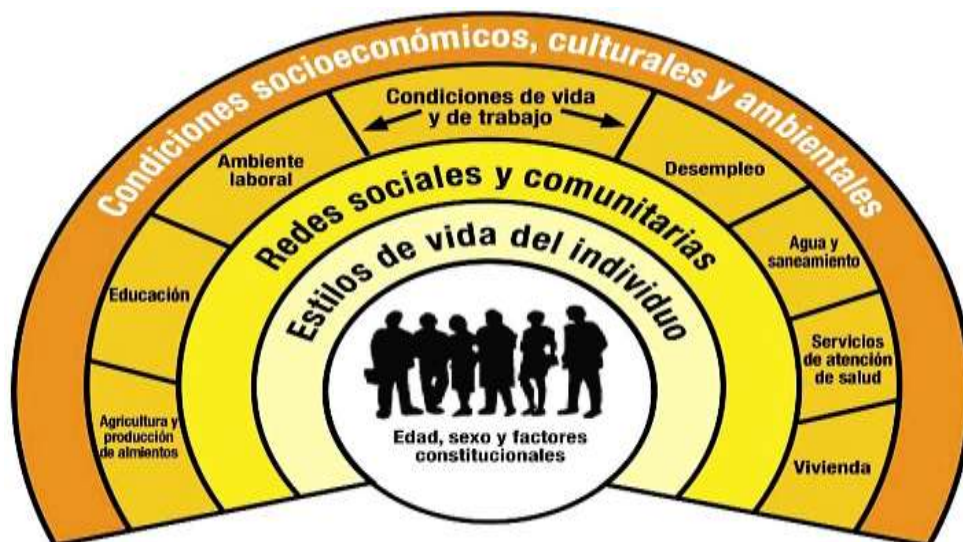 Condiciones socioeconómicos, culturales y ambientales
Condiciones de vida
y de trabajo
Ambiente
laboral
Desempleo
Redes sociales y comunitarias
Agua y
saneamiento
Educación
Estilos de vida del individuo
Servicios
de atención
de salud
Agricultura y
producción
de almientos
Edad, sexo y factores
constitucionales
Vivienda